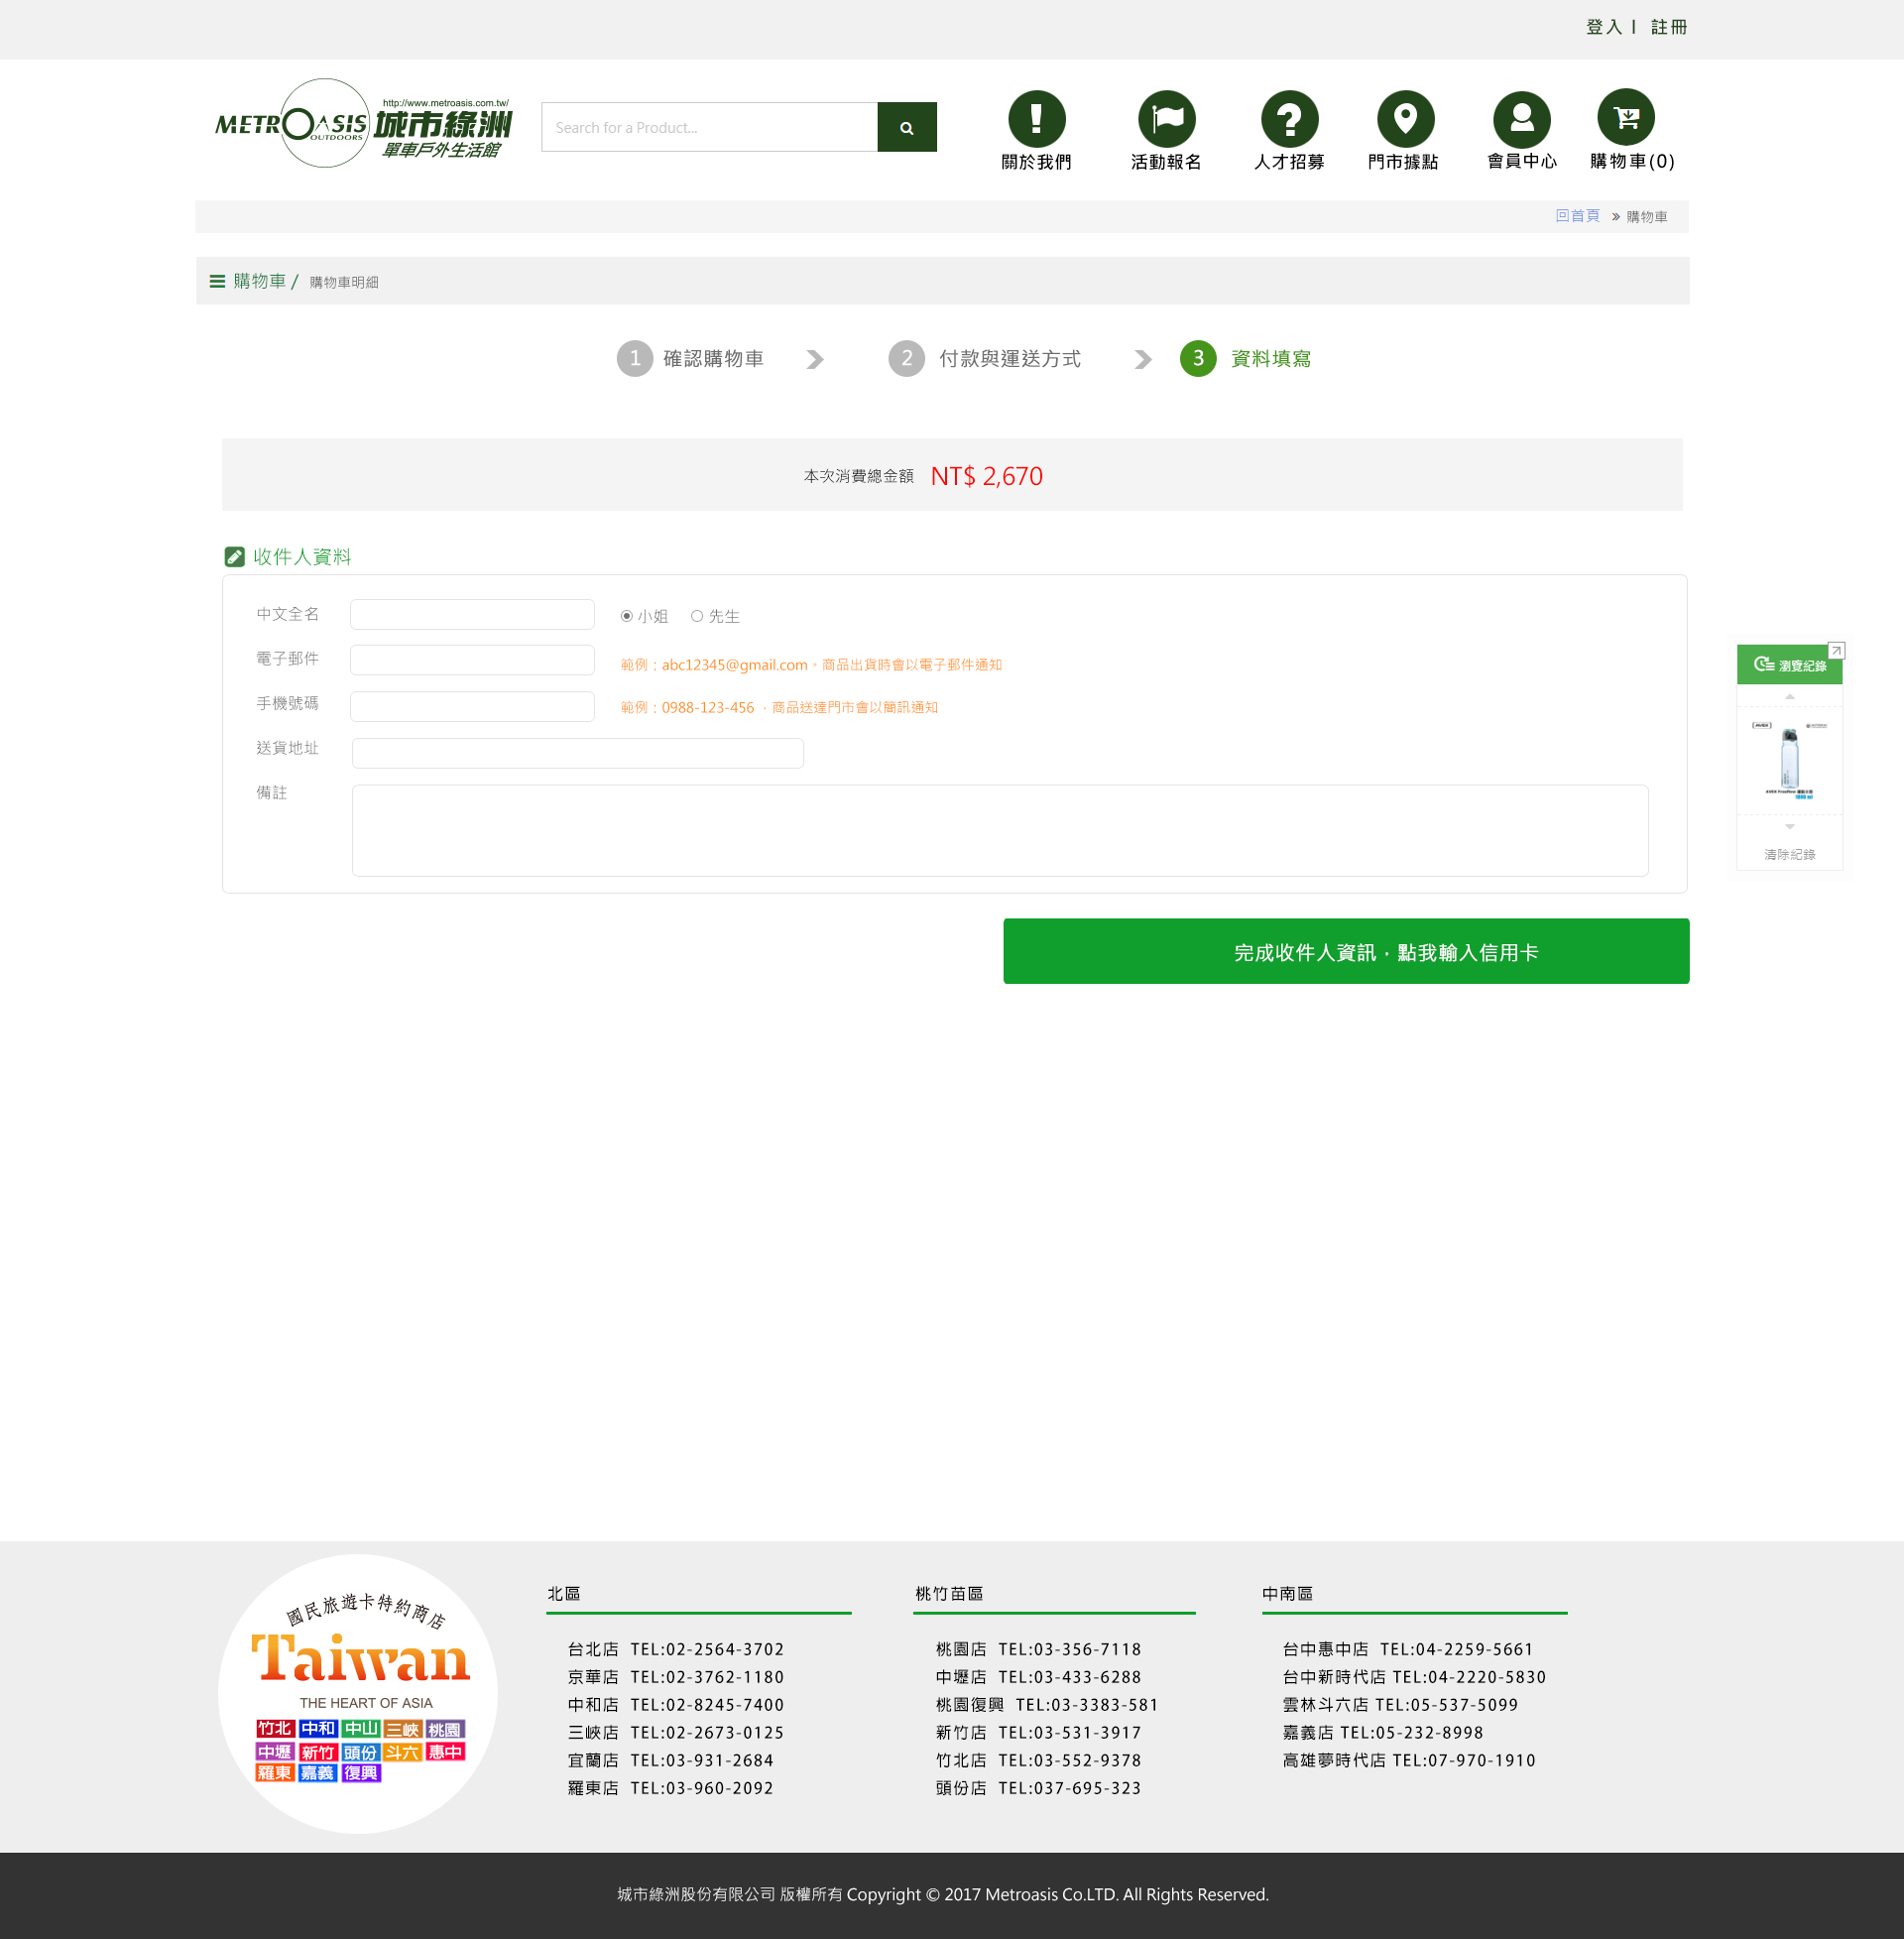 登入 | 註冊
http://www.metroasis.com.tw/
METROASIS 城市綠洲
OUTDOORS
單車戶外生活館
Search for a Product...
關於我們
活動報名
人才招募
門市據點
會員中心
購物車(0)
回首頁 » 購物車
購物車 / 購物車明細
1 確認購物車
2 付款與運送方式
3 資料填寫
本次消費總金額 NT$ 2,670
收件人資料
中文全名 小姐 先生
電子郵件 範例：abc12345@gmail.com，商品出貨時會以電子郵件通知
手機號碼 範例：0988-123-456 ，商品送達門市會以簡訊通知
送貨地址
備註
瀏覽紀錄
AVEX
1000 ml
清除紀錄
完成收件人資訊，點我輸入信用卡
國民旅遊卡特約商店
Taiwan
THE HEART OF ASIA
竹北 中和 中山 三峽 桃園
中壢 新竹 頭份 斗六 惠中
羅東 嘉義 復興
北區
台北店 TEL:02-2564-3702
京華店 TEL:02-3762-1180
中和店 TEL:02-8245-7400
三峽店 TEL:02-2673-0125
宜蘭店 TEL:03-931-2684
羅東店 TEL:03-960-2092
桃竹苗區
桃園店 TEL:03-356-7118
中壢店 TEL:03-433-6288
桃園復興 TEL:03-3383-581
新竹店 TEL:03-531-3917
竹北店 TEL:03-552-9378
頭份店 TEL:037-695-323
中南區
台中惠中店 TEL:04-2259-5661
台中新時代店 TEL:04-2220-5830
雲林斗六店 TEL:05-537-5099
嘉義店 TEL:05-232-8998
高雄夢時代店 TEL:07-970-1910
城市綠洲股份有限公司 版權所有 Copyright © 2017 Metroasis Co.LTD. All Rights Reserved.